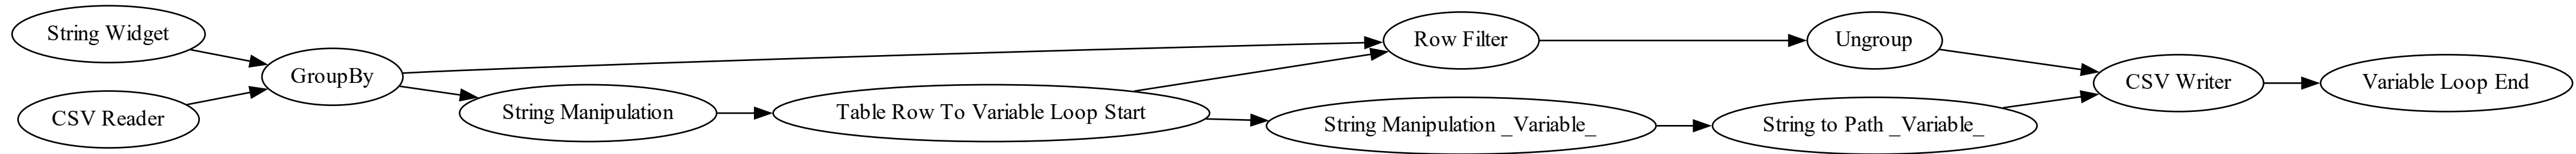 String Widget
CSV Reader
GroupBy
String Manipulation
Table Row To Variable Loop Start
Row Filter
String Manipulation _Variable_
Ungroup
String to Path _Variable_
CSV Writer
Variable Loop End